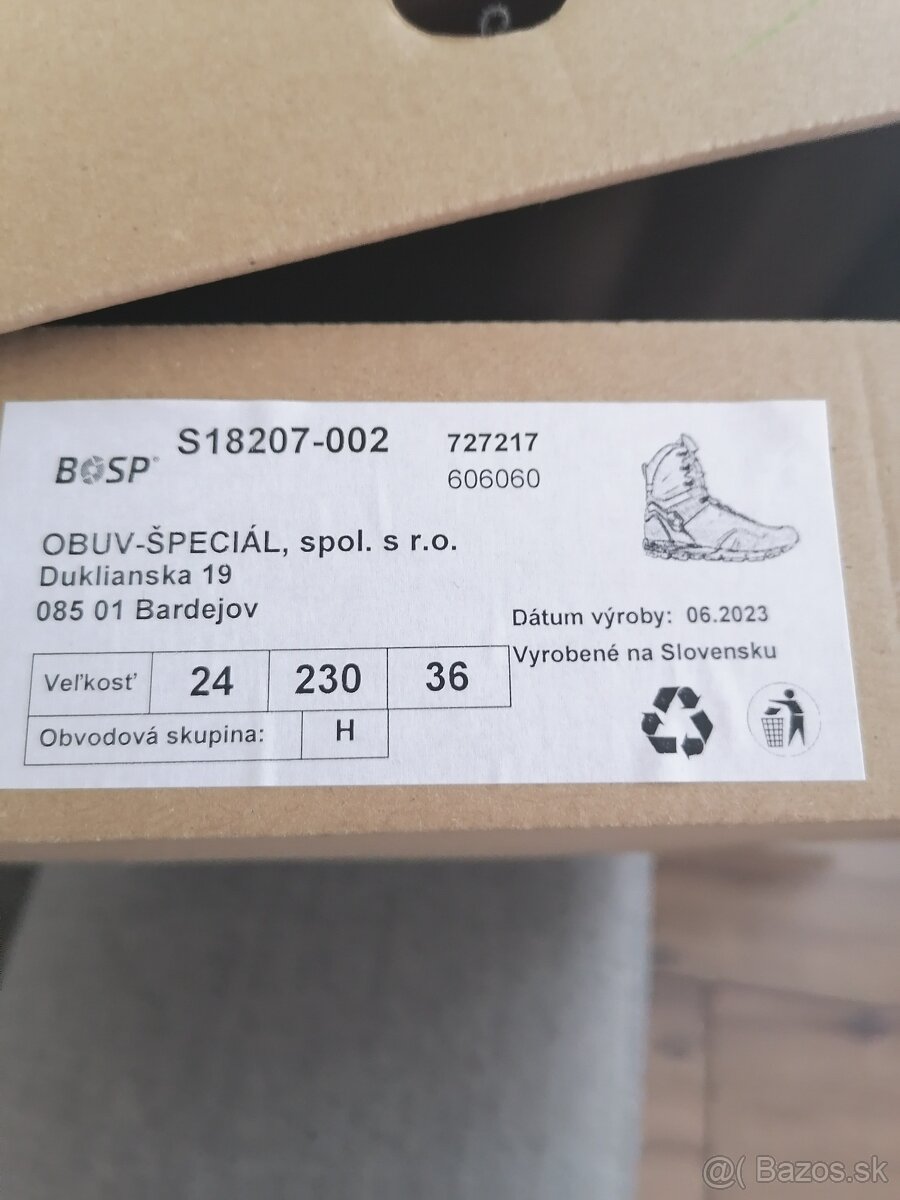 BOSP® S18207-002 727217
606060
OBUV-ŠPECIÁL, spol. s r.o.
Duklianska 19
085 01 Bardejov
Dátum výroby: 06.2023
Vyrobené na Slovensku
Veľkosť 24 230 36
Obvodová skupina: H
@( Bazos.sk